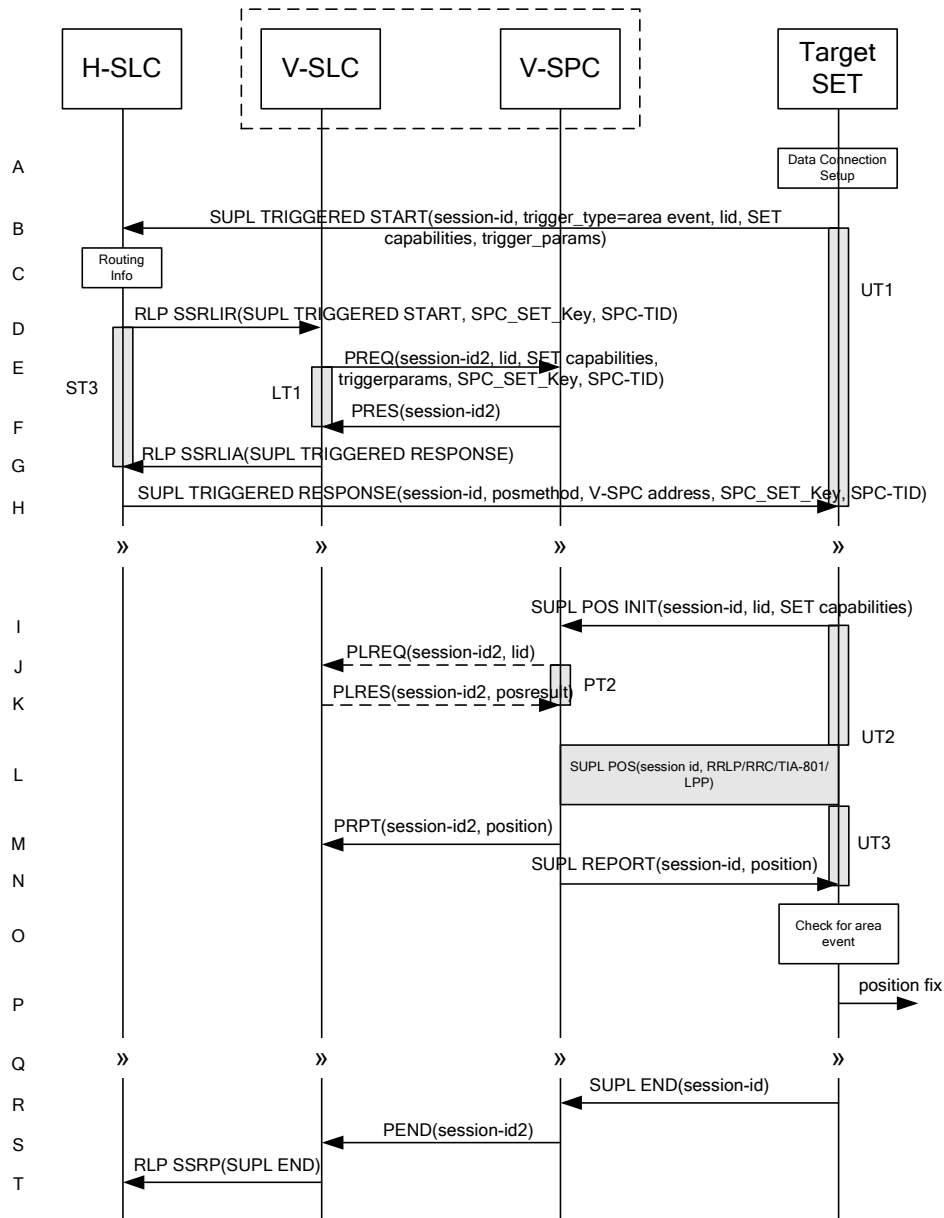 H-SLC
V-SLC
V-SPC
Target
SET
A
Data Connection
Setup
B
SUPL TRIGGERED START(session-id, trigger_type=area event, lid, SET
capabilities, trigger_params)
C
Routing
Info
UT1
D
RLP SSRLIR(SUPL TRIGGERED START, SPC_SET_Key, SPC-TID)
E
PREQ(session-id2, lid, SET capabilities,
triggerparams, SPC_SET_Key, SPC-TID)
ST3
LT1
F
PRES(session-id2)
G
RLP SSRLIA(SUPL TRIGGERED RESPONSE)
H
SUPL TRIGGERED RESPONSE(session-id, posmethod, V-SPC address, SPC_SET_Key, SPC-TID)
» » » »
I
SUPL POS INIT(session-id, lid, SET capabilities)
J
PLREQ(session-id2, lid)
PT2
K
PLRES(session-id2, posresult)
UT2
L
SUPL POS(session id, RRLP/RRC/TIA-801/
LPP)
M
PRPT(session-id2, position)
UT3
N
SUPL REPORT(session-id, position)
O
Check for area
event
P
position fix
Q
» » » »
R
SUPL END(session-id)
S
PEND(session-id2)
T
RLP SSRP(SUPL END)